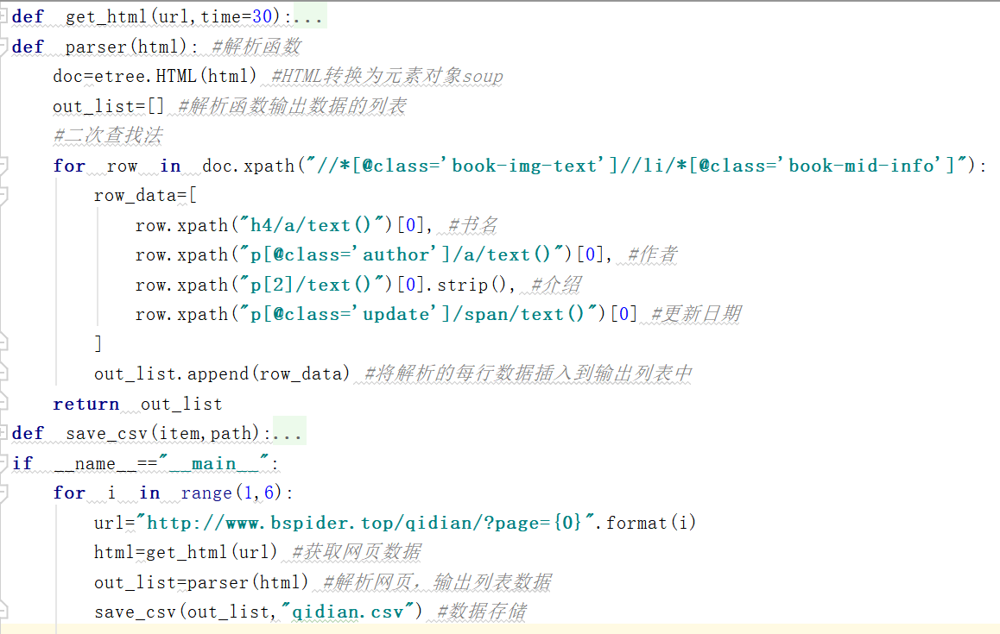 def get_html(url,time=30):...
def parser(html): #解析函数
    doc=etree.HTML(html) #HTML转换为元素对象soup
    out_list=[] #解析函数输出数据的列表
    #二次查找法
    for row in doc.xpath("//*[@class='book-img-text']//li/*[@class='book-mid-info']"):
        row_data=[
            row.xpath("h4/a/text()")[0], #书名
            row.xpath("p[@class='author']/a/text()")[0], #作者
            row.xpath("p[2]/text()")[0].strip(), #介绍
            row.xpath("p[@class='update']/span/text()")[0] #更新日期
        ]
        out_list.append(row_data) #将解析的每行数据插入到输出列表中
    return out_list
def save_csv(item,path):...
if __name__=="__main__":
    for i in range(1,6):
        url="http://www.bspider.top/qidian/?page={0}".format(i)
        html=get_html(url) #获取网页数据
        out_list=parser(html) #解析网页，输出列表数据
        save_csv(out_list,"qidian.csv") #数据存储